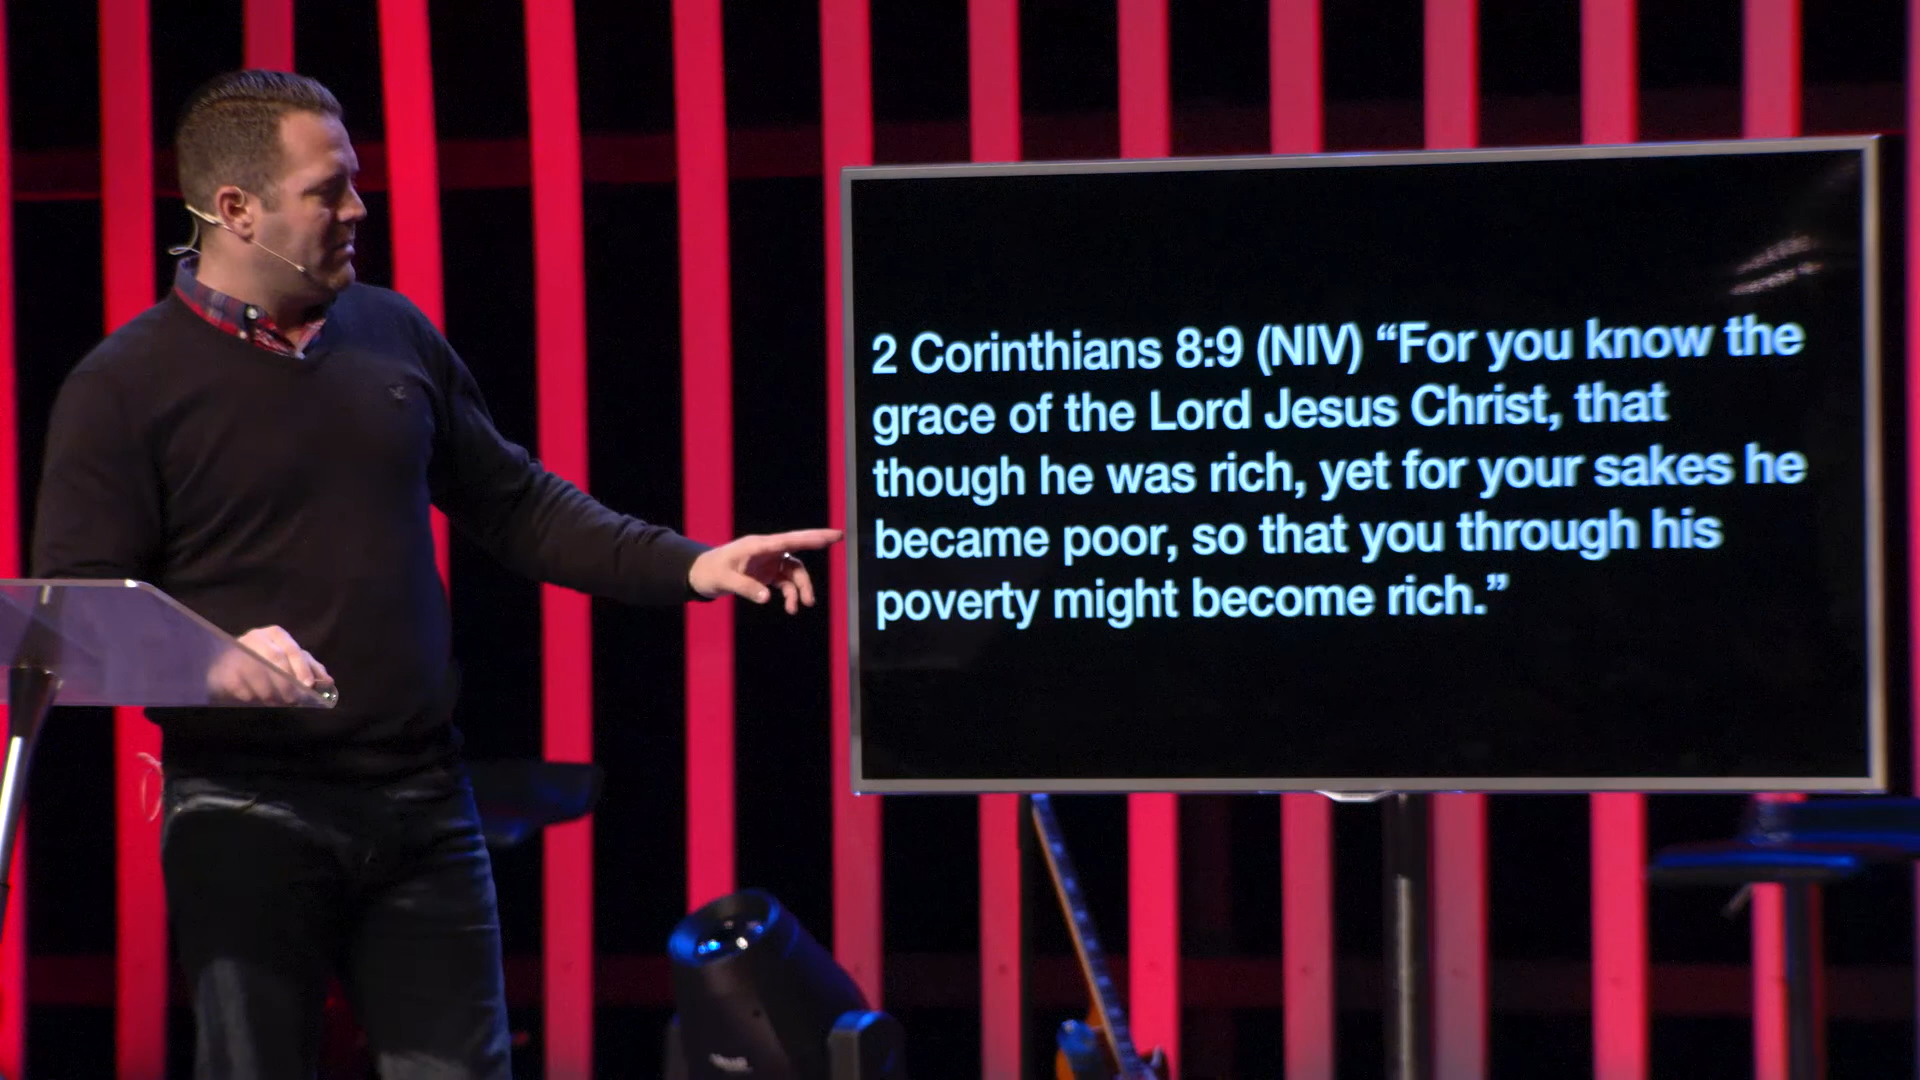 2 Corinthians 8:9 (NIV) “For you know the
grace of the Lord Jesus Christ, that
though he was rich, yet for your sakes he
became poor, so that you through his
poverty might become rich.”